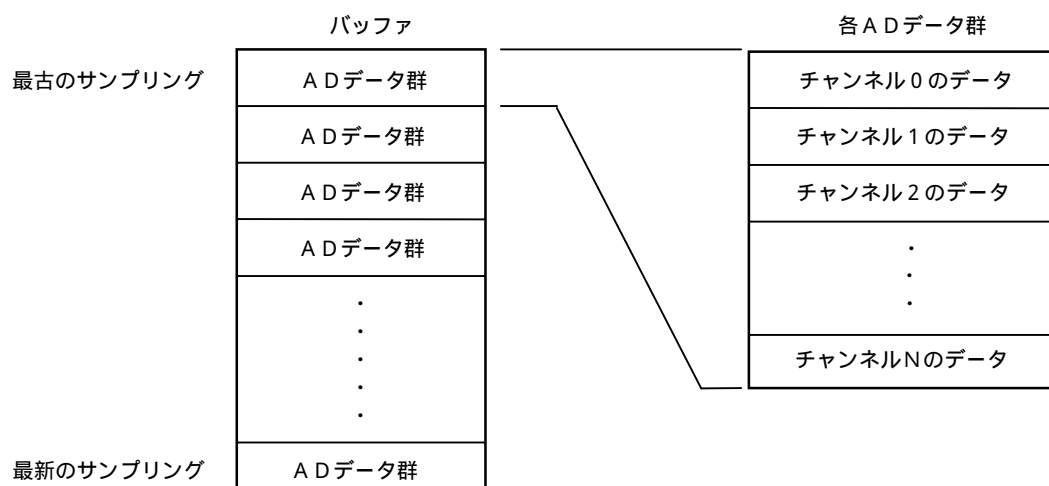 バッファ
最古のサンプリング
ＡＤデータ群
ＡＤデータ群
ＡＤデータ群
ＡＤデータ群
・
・
・
・
・
最新のサンプリング
ＡＤデータ群
各ＡＤデータ群
チャンネル０のデータ
チャンネル１のデータ
チャンネル２のデータ
・
・
・
チャンネルＮのデータ